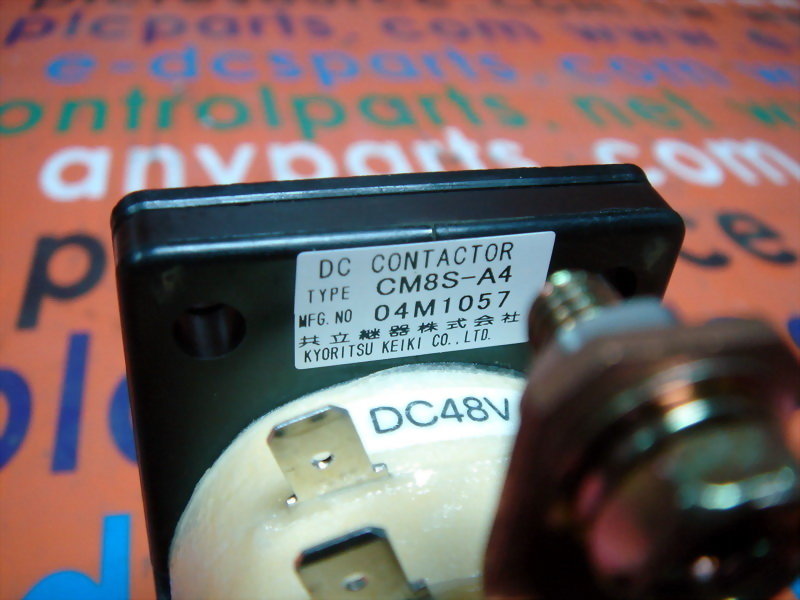 plcparts.com www.
e-dcsparts.com w
controlparts.net w
anyparts.com
DC CONTACTOR
TYPE CM8S-A4
MFG.NO 04M1057
共立継器株式会社
KYORITSU KEIKI CO.,LTD.
DC48V